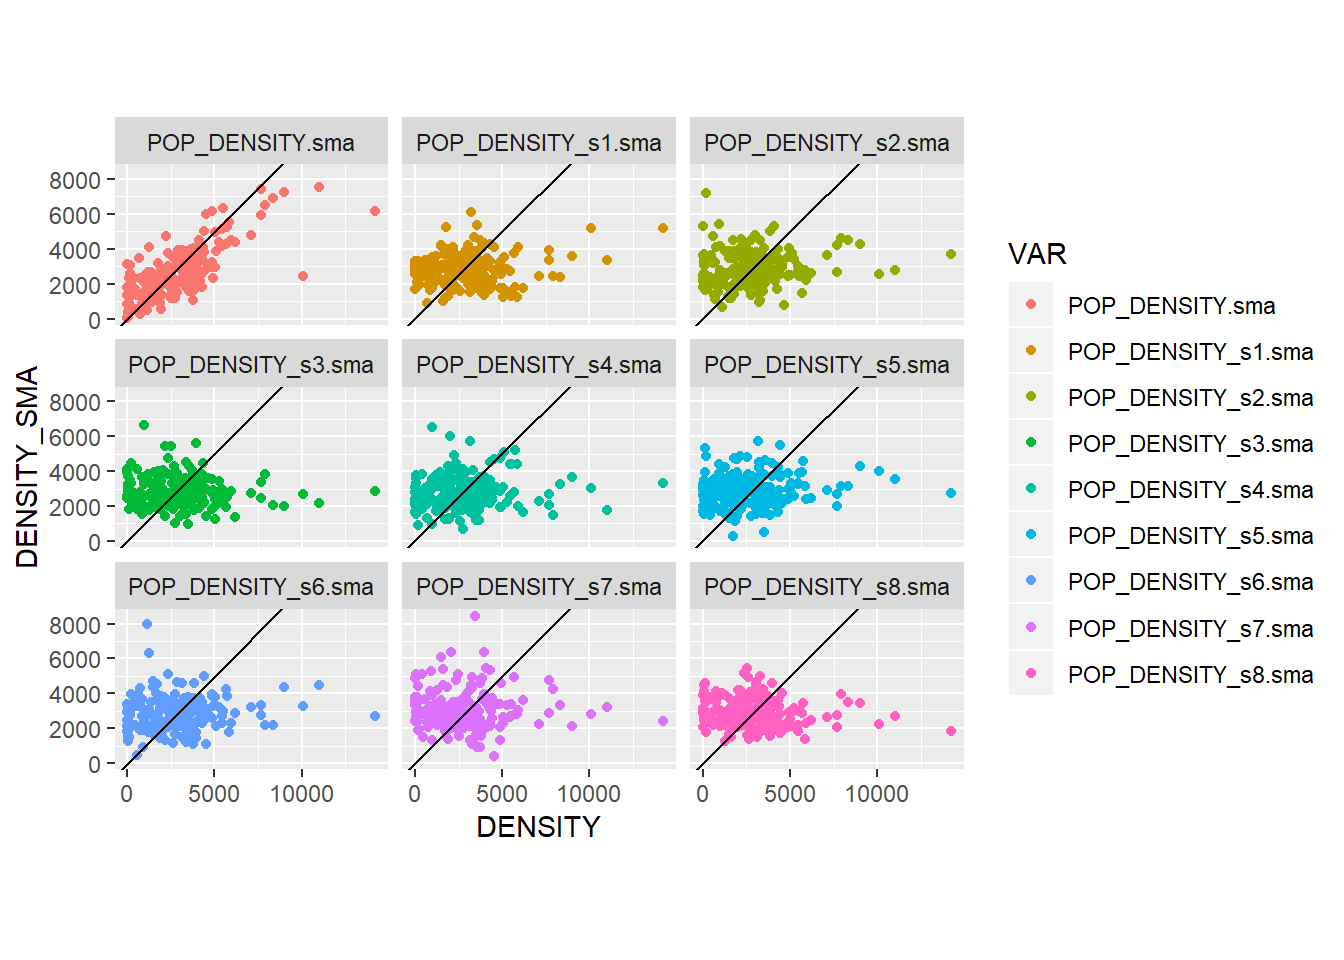 POP_DENSITY.sma POP_DENSITY_s1.sma POP_DENSITY_s2.sma
8000
6000
4000
2000
0
POP_DENSITY_s3.sma POP_DENSITY_s4.sma POP_DENSITY_s5.sma
8000
6000
4000
2000
0
POP_DENSITY_s6.sma POP_DENSITY_s7.sma POP_DENSITY_s8.sma
8000
6000
4000
2000
0
0 5000 10000 0 5000 10000 0 5000 10000
DENSITY
DENSITY_SMA
VAR
POP_DENSITY.sma
POP_DENSITY_s1.sma
POP_DENSITY_s2.sma
POP_DENSITY_s3.sma
POP_DENSITY_s4.sma
POP_DENSITY_s5.sma
POP_DENSITY_s6.sma
POP_DENSITY_s7.sma
POP_DENSITY_s8.sma